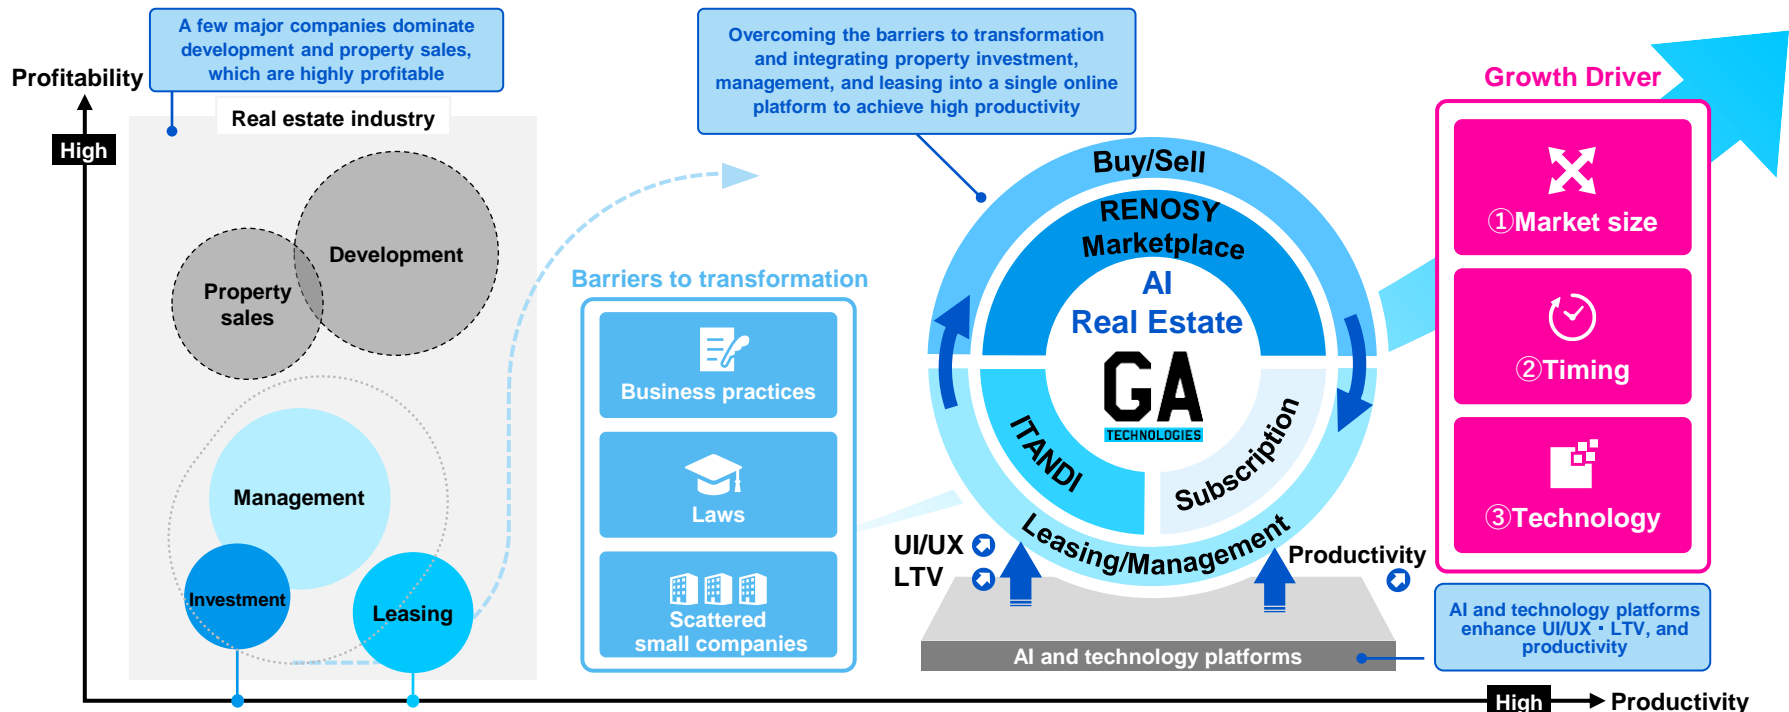 A few major companies dominate
development and property sales,
which are highly profitable
Profitability
High
Real estate industry
Development
Property
sales
Management
Investment
Leasing
Barriers to transformation
Business practices
Laws
Scattered
small companies
Overcoming the barriers to transformation
and integrating property investment,
management, and leasing into a single online
platform to achieve high productivity
Buy/Sell
RENOSY
Marketplace
AI
Real Estate
GA
TECHNOLOGIES
ITANDI
Subscription
Leasing/Management
UI/UX
LTV
Productivity
AI and technology platforms
Growth Driver
①Market size
②Timing
③Technology
AI and technology platforms
enhance UI/UX・LTV, and
productivity
High
Productivity